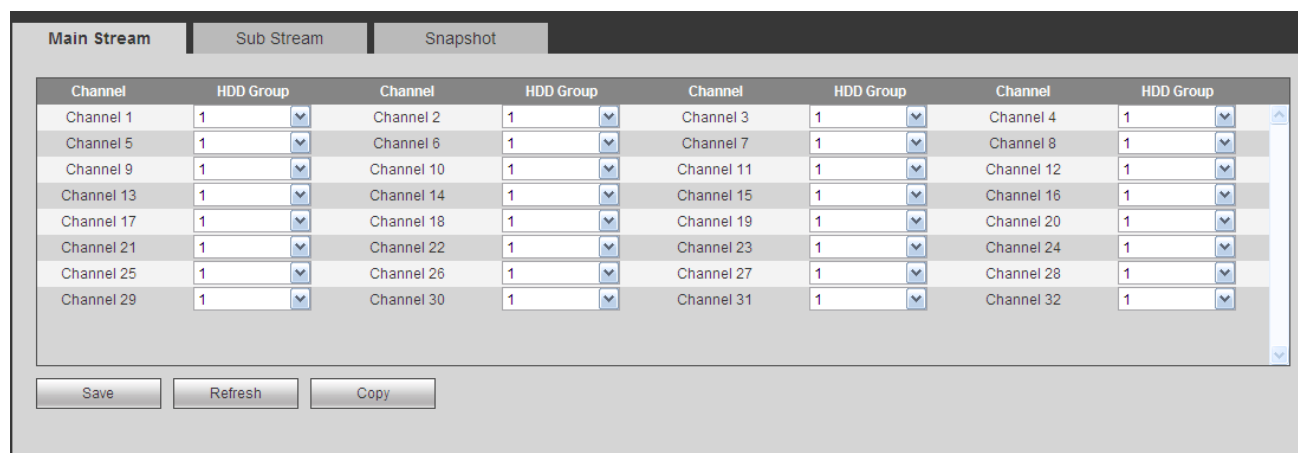 Main Stream Sub Stream Snapshot
Channel HDD Group Channel HDD Group Channel HDD Group Channel HDD Group
Channel 1 1 Channel 2 1 Channel 3 1 Channel 4 1
Channel 5 1 Channel 6 1 Channel 7 1 Channel 8 1
Channel 9 1 Channel 10 1 Channel 11 1 Channel 12 1
Channel 13 1 Channel 14 1 Channel 15 1 Channel 16 1
Channel 17 1 Channel 18 1 Channel 19 1 Channel 20 1
Channel 21 1 Channel 22 1 Channel 23 1 Channel 24 1
Channel 25 1 Channel 26 1 Channel 27 1 Channel 28 1
Channel 29 1 Channel 30 1 Channel 31 1 Channel 32 1
Save Refresh Copy